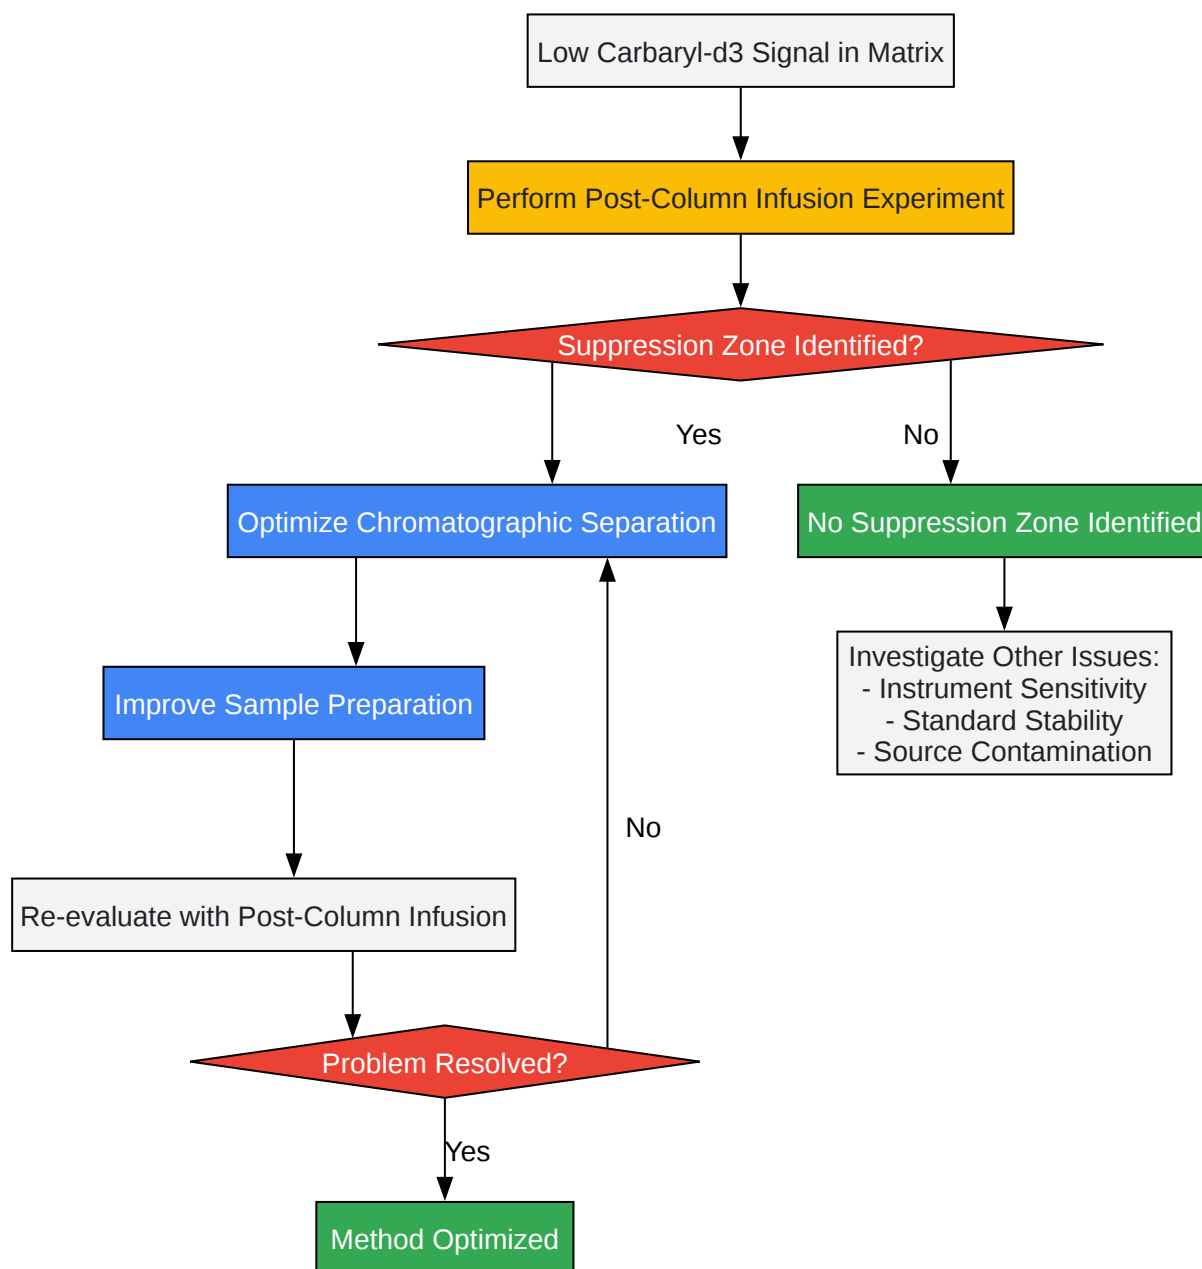 Low Carbaryl-d3 Signal in Matrix
Perform Post-Column Infusion Experiment
Suppression Zone Identified?
Yes
No
Optimize Chromatographic Separation
No Suppression Zone Identified
Investigate Other Issues:
- Instrument Sensitivity
- Standard Stability
- Source Contamination
Improve Sample Preparation
No
Re-evaluate with Post-Column Infusion
Problem Resolved?
Yes
Method Optimized